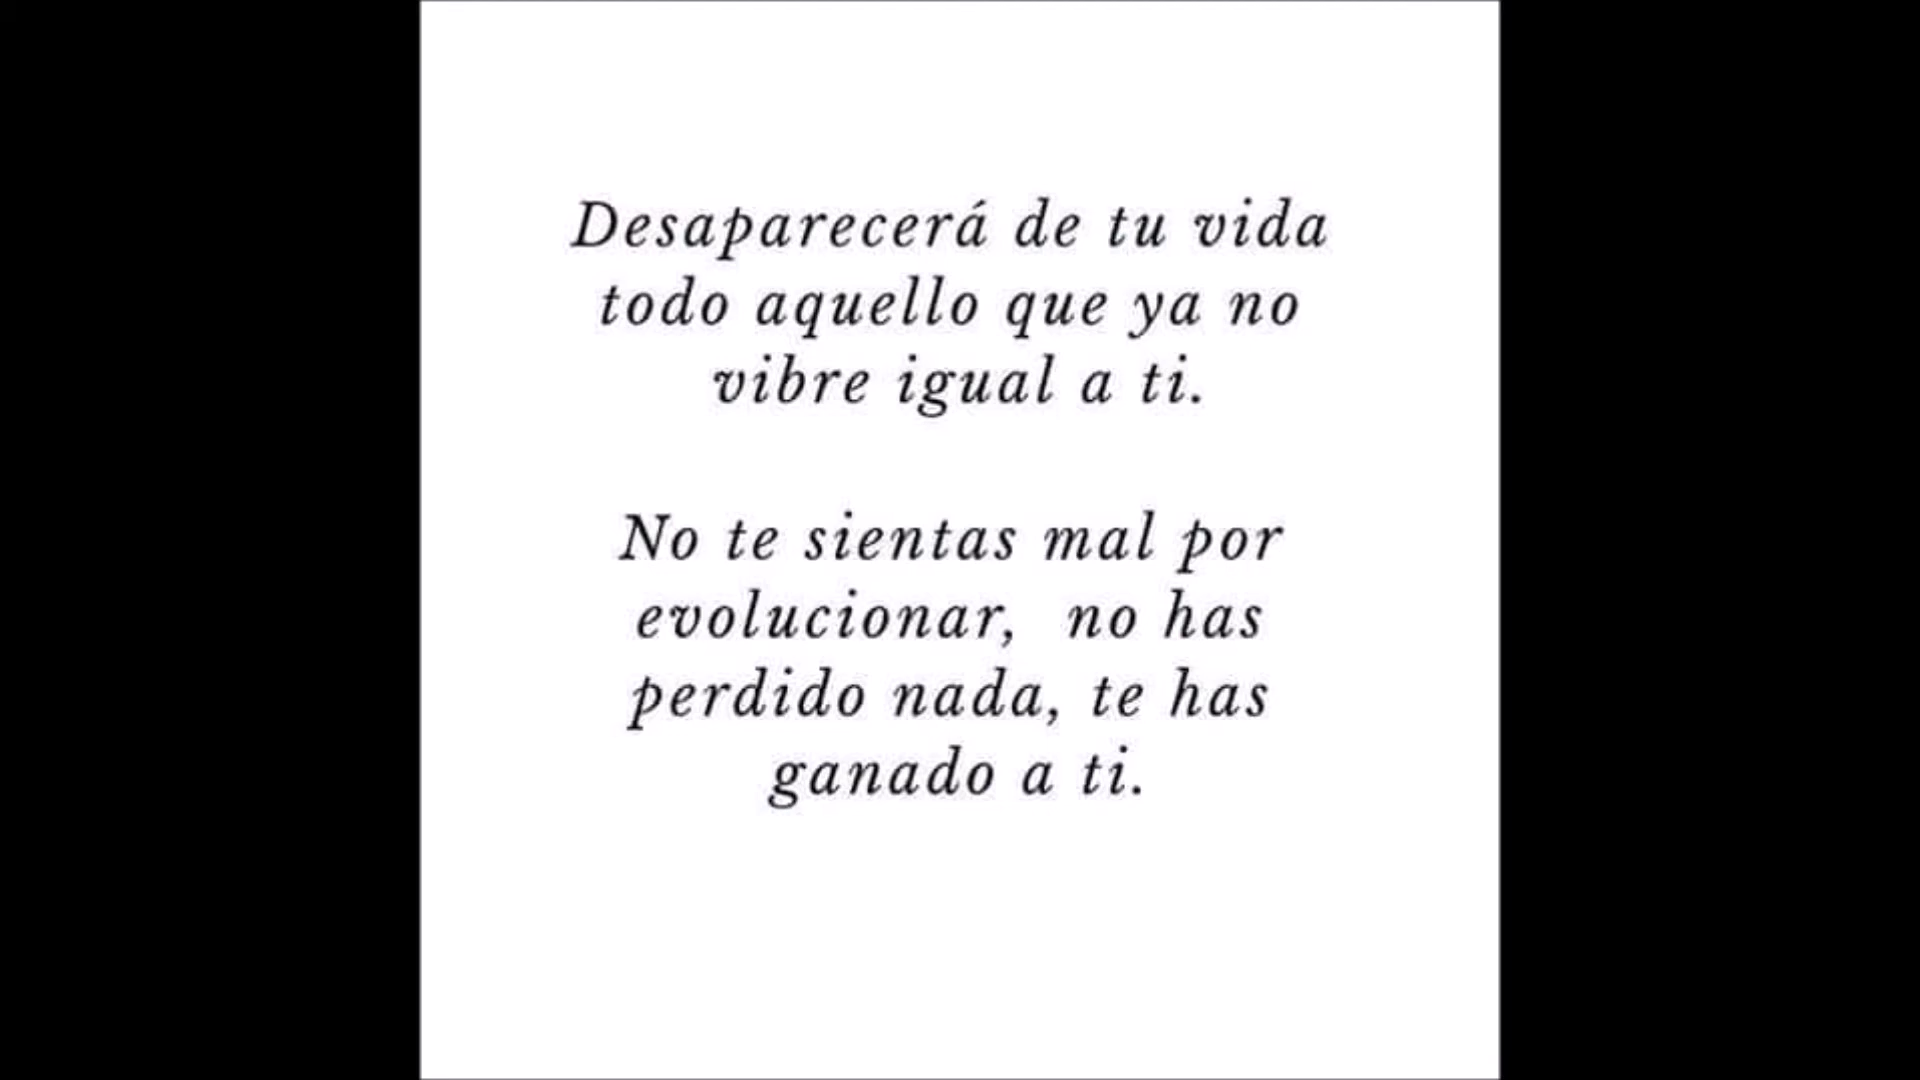 Desaparecerá de tu vida
todo aquello que ya no
vibre igual a ti.
No te sientas mal por
evolucionar,  no has
perdido nada, te has
ganado a ti.